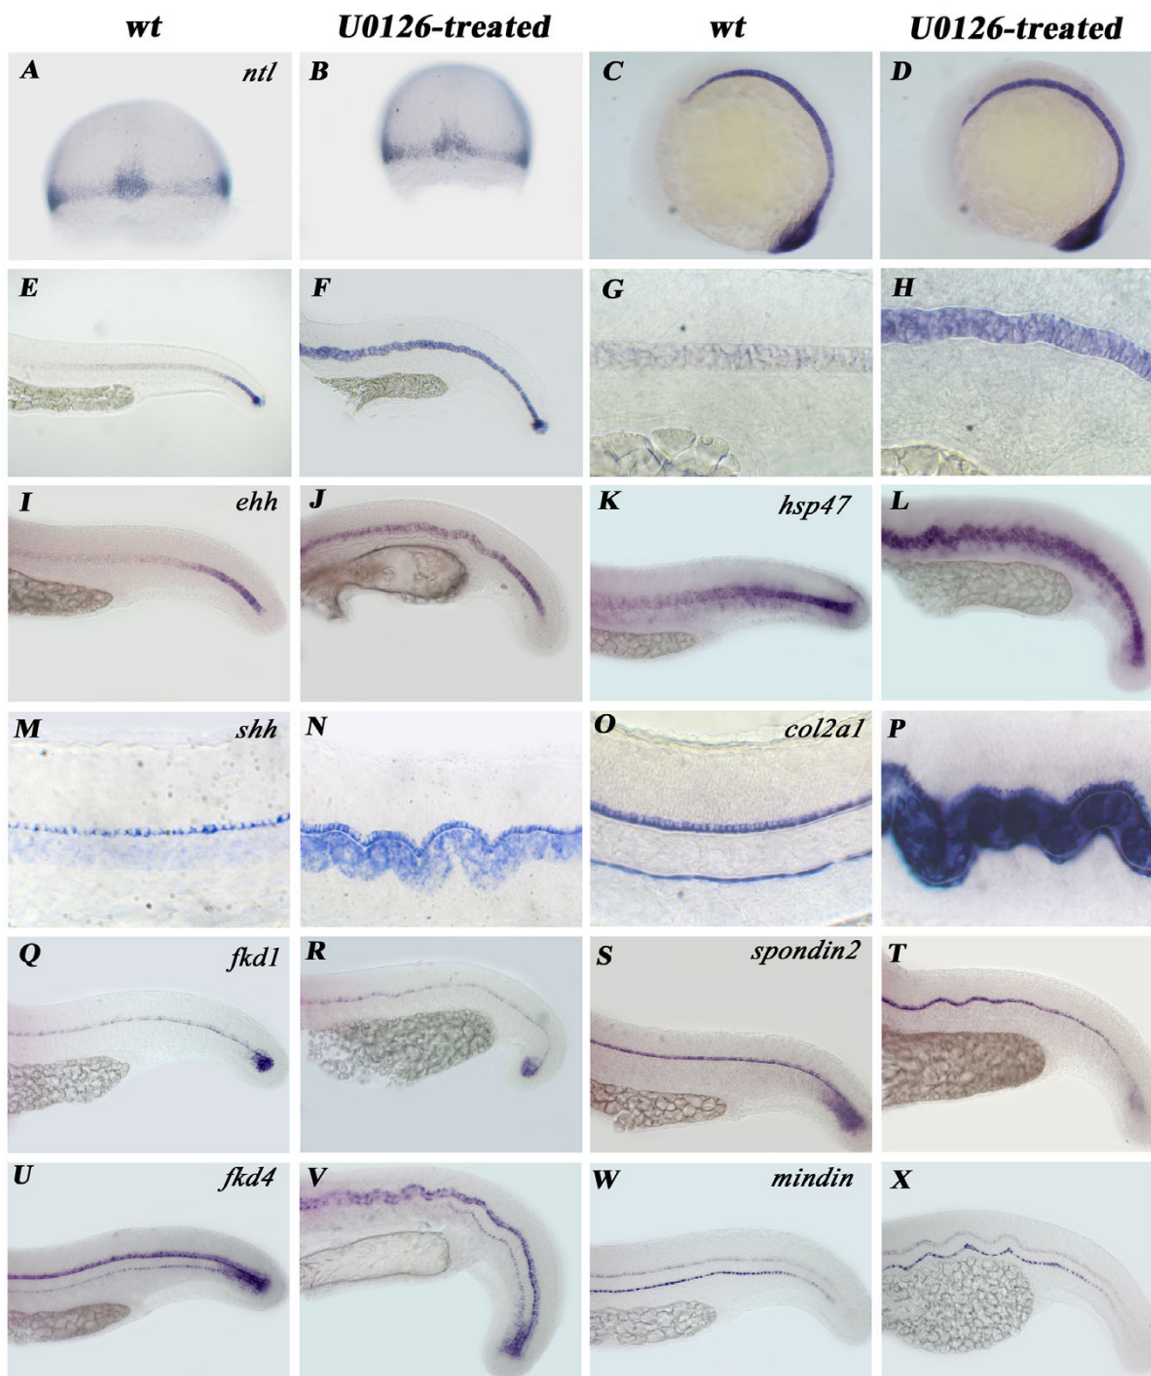 wt U0126-treated wt U0126-treated
A ntl B C D
E F G H
I ehh J K hsp47 L
M shh N O col2a1 P
Q fkd1 R S spondin2 T
U fkd4 V W mindin X